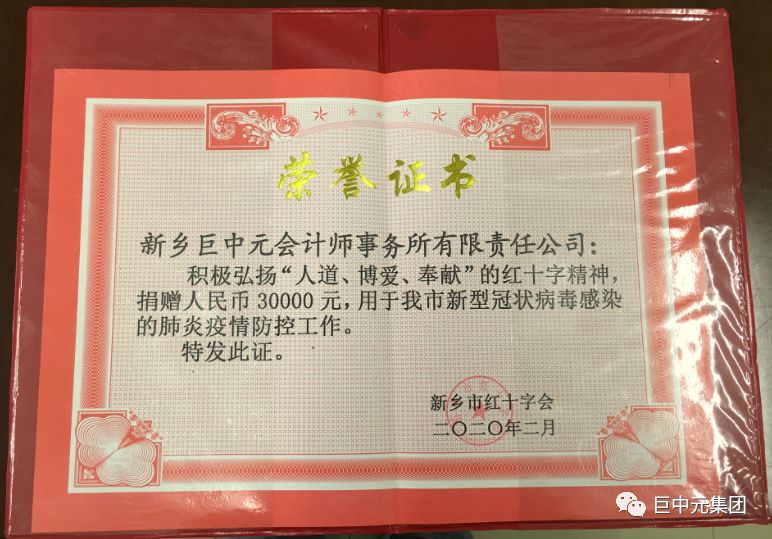 荣誉证书
新乡巨中元会计师事务所有限责任公司：
积极弘扬“人道、博爱、奉献”的红十字精神，
捐赠人民币30000元，用于我市新型冠状病毒感染
的肺炎疫情防控工作。
特发此证。
新乡市红十字会
二〇二〇年二月
巨中元集团